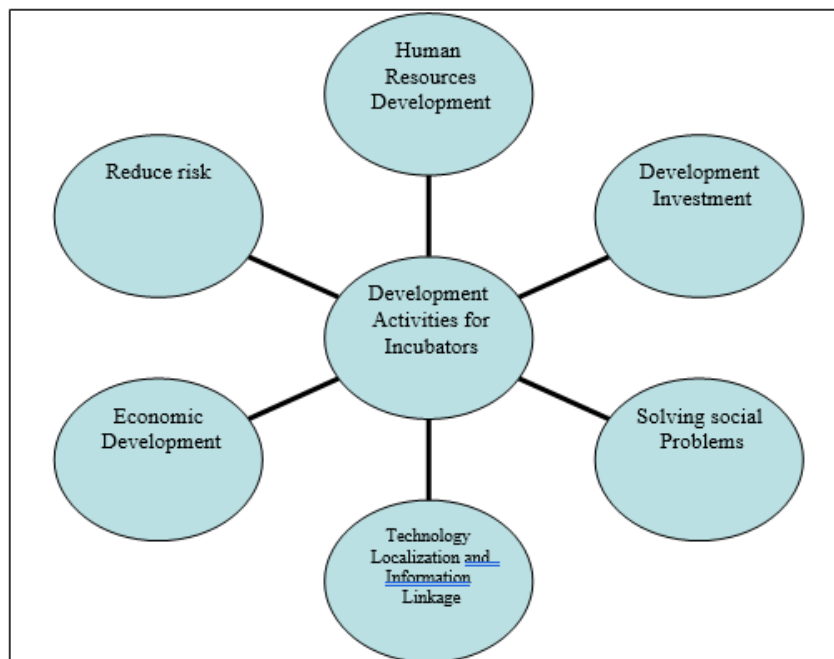 Human
Resources
Development
Reduce risk
Development
Investment
Development
Activities for
Incubators
Economic
Development
Solving social
Problems
Technology
Localization and
Information
Linkage